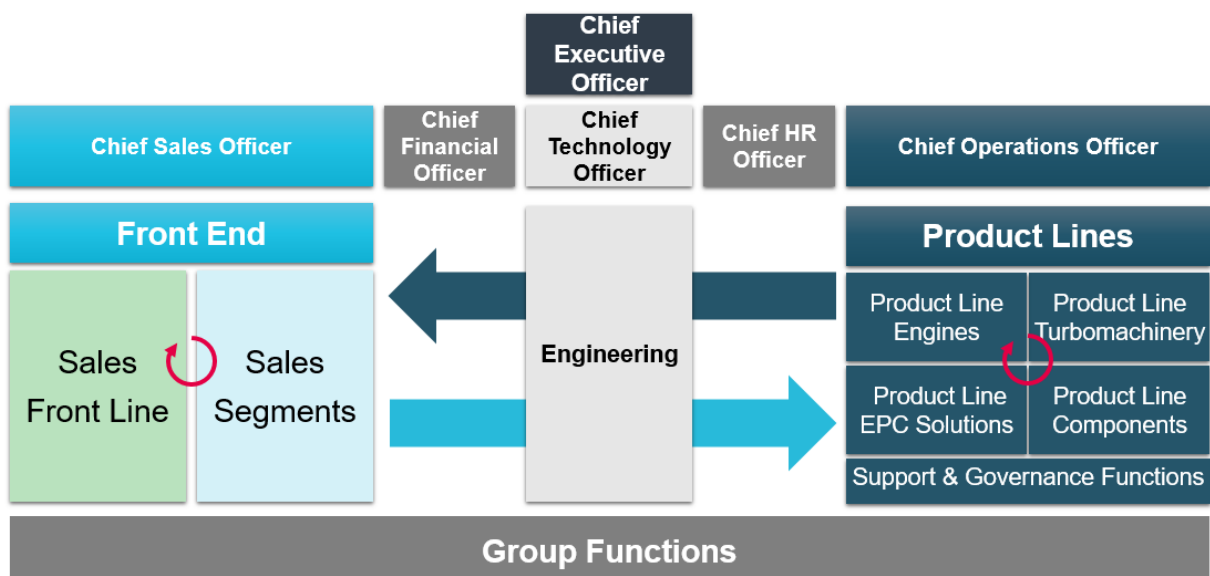 Chief
Executive
Officer
Chief Sales Officer
Chief
Financial
Officer
Chief
Technology
Officer
Chief HR
Officer
Chief Operations Officer
Front End
Product Lines
Sales
Front Line
Sales
Segments
Engineering
Product Line
Engines
Product Line
Turbomachinery
Product Line
EPC Solutions
Product Line
Components
Support & Governance Functions
Group Functions